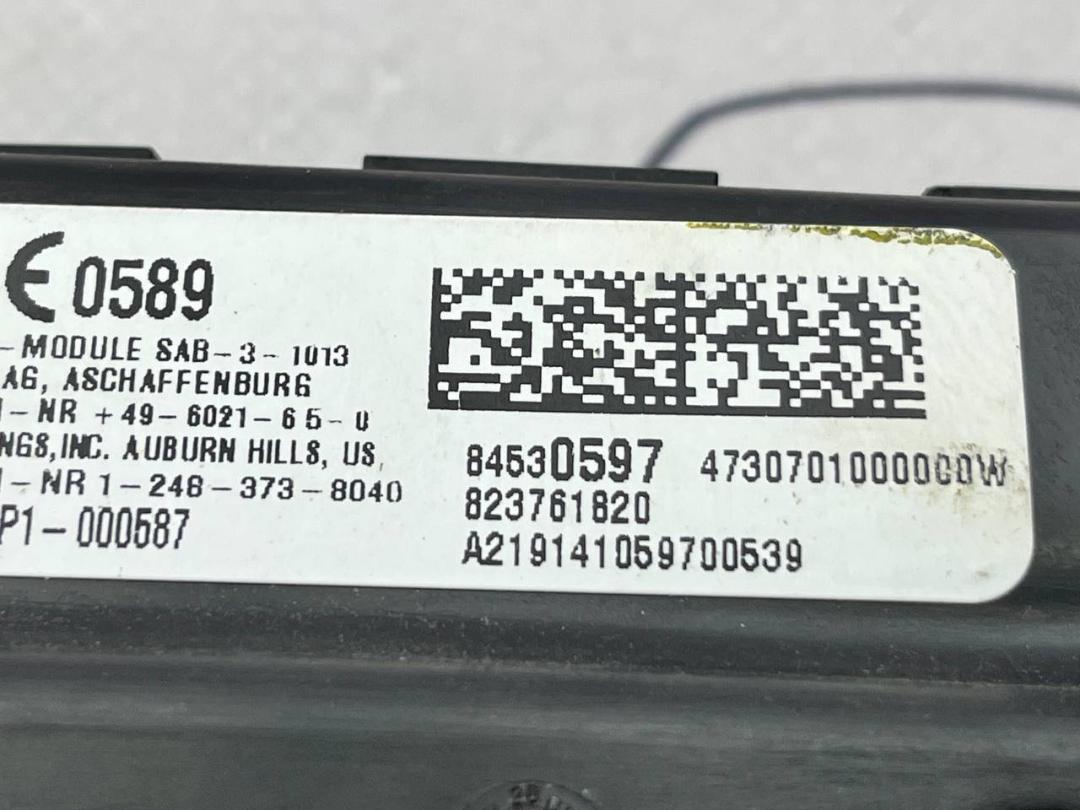 CE 0589
-MODULE SAB-3-1013
AG, ASCHAFFENBURG
-NR +49-6021-65-0
NGS,INC. AUBURN HILLS, US,
-NR 1-248-373-8040
P1-000587
84530597 4730701000000W
823761820
A219141059700539